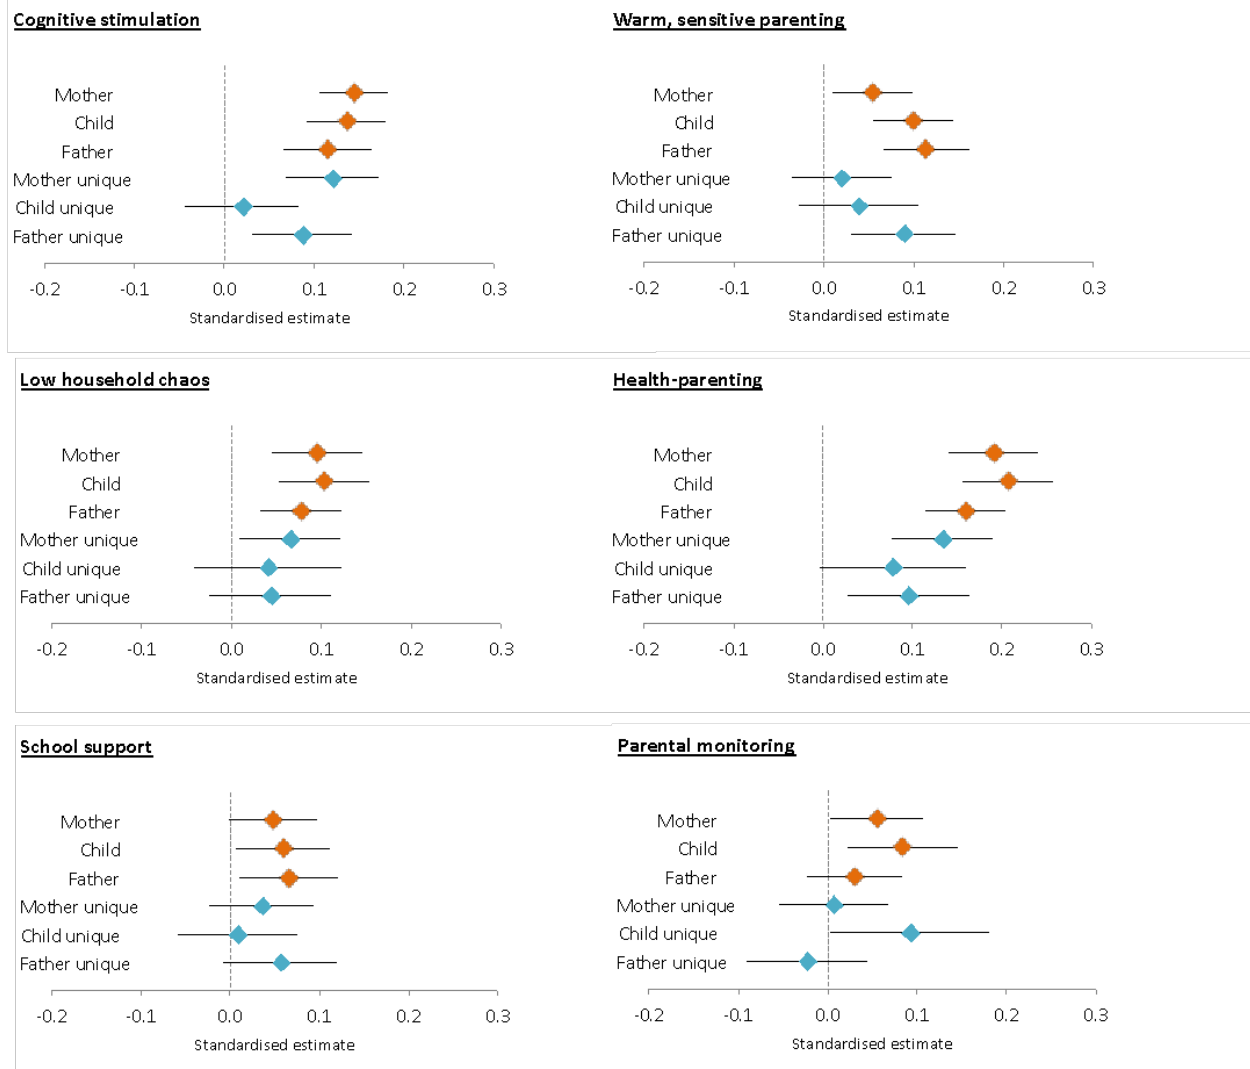 Cognitive stimulation
Mother
Child
Father
Mother unique
Child unique
Father unique
-0.2 -0.1 0.0 0.1 0.2 0.3
Standardised estimate
Warm, sensitive parenting
Mother
Child
Father
Mother unique
Child unique
Father unique
-0.2 -0.1 0.0 0.1 0.2 0.3
Standardised estimate
Low household chaos
Mother
Child
Father
Mother unique
Child unique
Father unique
-0.2 -0.1 0.0 0.1 0.2 0.3
Standardised estimate
Health-parenting
Mother
Child
Father
Mother unique
Child unique
Father unique
-0.2 -0.1 0.0 0.1 0.2 0.3
Standardised estimate
School support
Mother
Child
Father
Mother unique
Child unique
Father unique
-0.2 -0.1 0.0 0.1 0.2 0.3
Standardised estimate
Parental monitoring
Mother
Child
Father
Mother unique
Child unique
Father unique
-0.2 -0.1 0.0 0.1 0.2 0.3
Standardised estimate